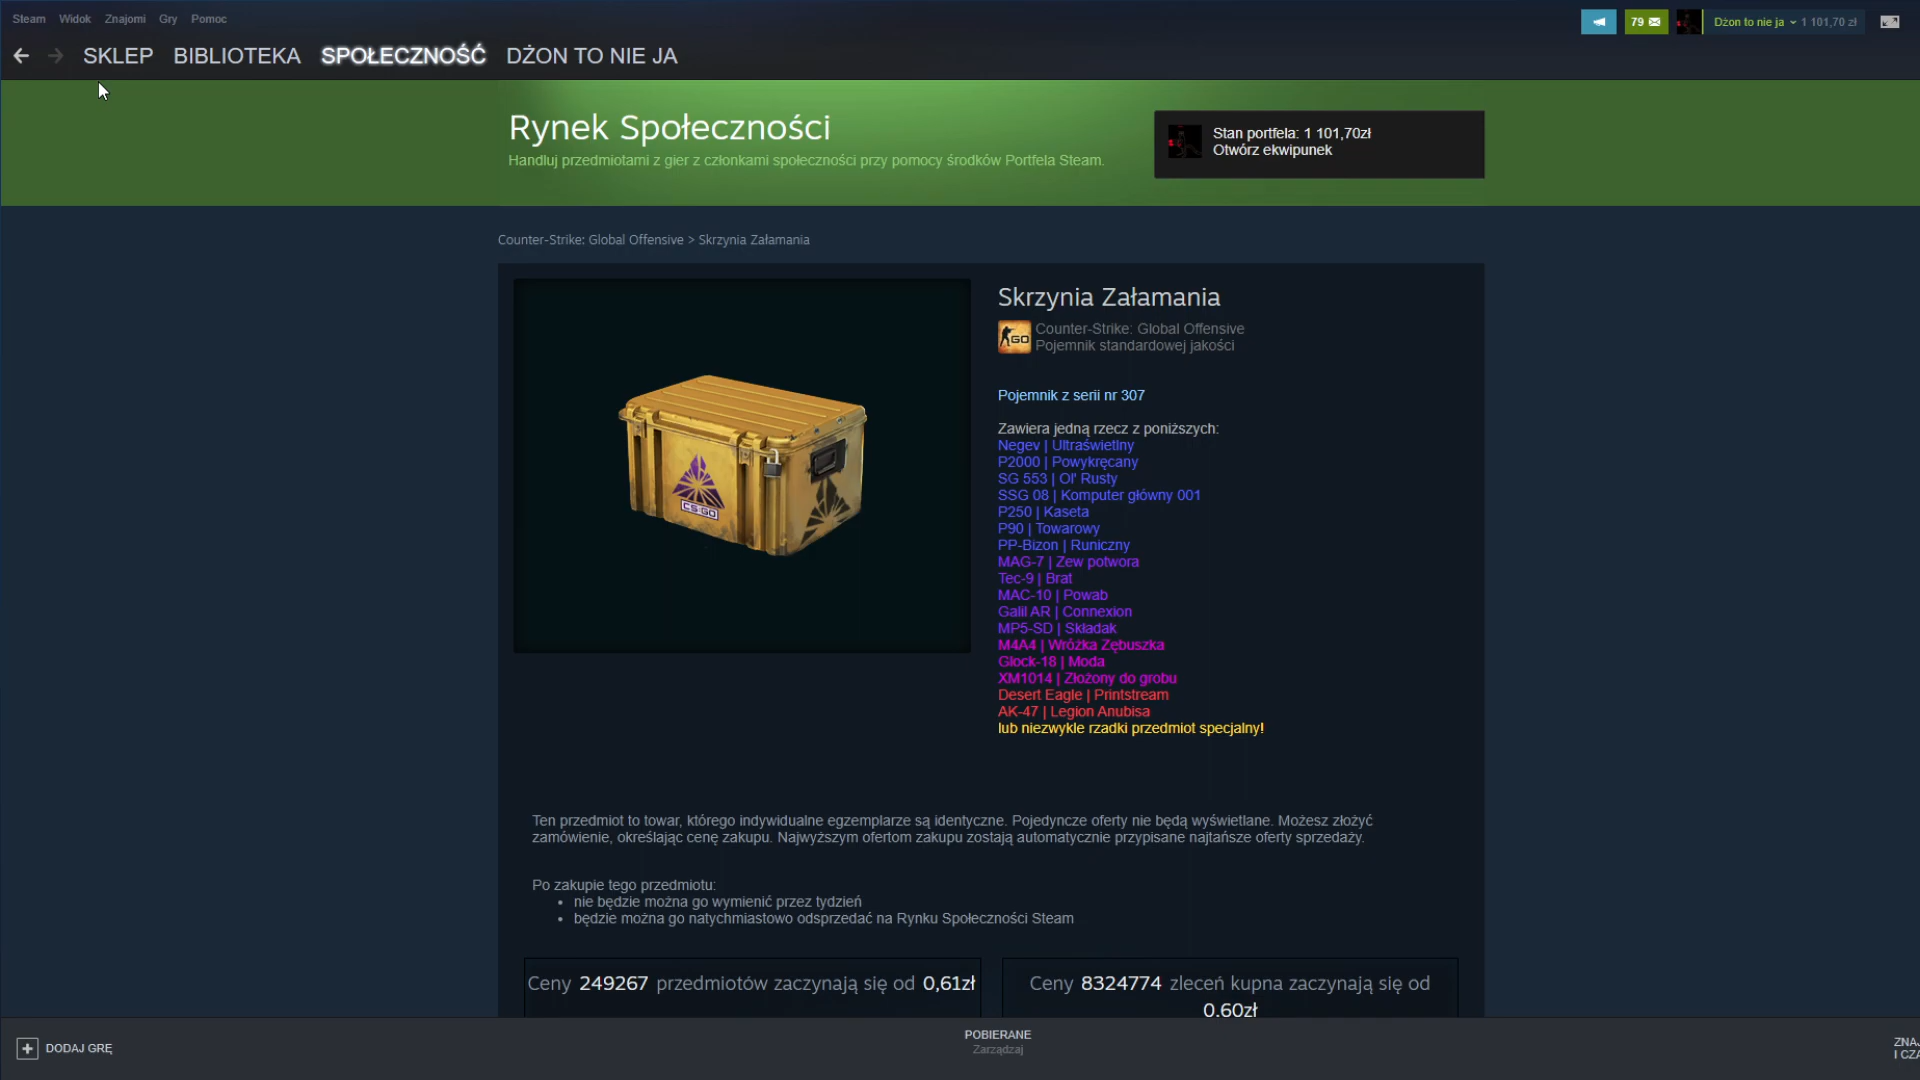 Steam Widok Znajomi Gry Pomoc
79 Dżon to nie ja 1 101,70 zł
SKLEP BIBLIOTEKA SPOŁECZNOŚĆ DŻON TO NIE JA
Rynek Społeczności
Handluj przedmiotami z gier z członkami społeczności przy pomocy środków Portfela Steam.
Stan portfela: 1 101,70zł
Otwórz ekwipunek
Counter-Strike: Global Offensive > Skrzynia Załamania
CS GO
Skrzynia Załamania
GO
Counter-Strike: Global Offensive
Pojemnik standardowej jakości
Pojemnik z serii nr 307
Zawiera jedną rzecz z poniższych:
Negev | Ultraświetlny
P2000 | Powykręcany
SG 553 | Ol' Rusty
SSG 08 | Komputer główny 001
P250 | Kaseta
P90 | Towarowy
PP-Bizon | Runiczny
MAG-7 | Zew potwora
Tec-9 | Brat
MAC-10 | Powab
Galil AR | Connexion
MP5-SD | Składak
M4A4 | Wróżka Zębuszka
Glock-18 | Moda
XM1014 | Złożony do grobu
Desert Eagle | Printstream
AK-47 | Legion Anubisa
lub niezwykle rzadki przedmiot specjalny!
Ten przedmiot to towar, którego indywidualne egzemplarze są identyczne. Pojedyncze oferty nie będą wyświetlane. Możesz złożyć
zamówienie, określając cenę zakupu. Najwyższym ofertom zakupu zostają automatycznie przypisane najtańsze oferty sprzedaży.
Po zakupie tego przedmiotu:
• nie będzie można go wymienić przez tydzień
• będzie można go natychmiastowo odsprzedać na Rynku Społeczności Steam
Ceny 249267 przedmiotów zaczynają się od 0,61zł
Ceny 8324774 zleceń kupna zaczynają się od
0,60zł
DODAJ GRĘ
POBIERANE
Zarządzaj
ZNAJ
I CZA